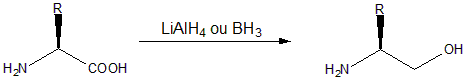 R
H2N
COOH
LiAlH4 ou BH3
R
H2N
OH